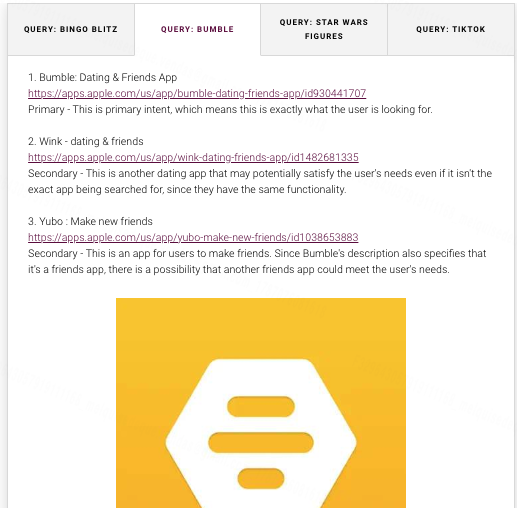 QUERY: BINGO BLITZ
QUERY: BUMBLE
QUERY: STAR WARS
FIGURES
QUERY: TIKTOK
1. Bumble: Dating & Friends App
https://apps.apple.com/us/app/bumble-dating-friends-app/id930441707
Primary - This is primary intent, which means this is exactly what the user is looking for.
2. Wink - dating & friends
https://apps.apple.com/us/app/wink-dating-friends-app/id1482681335
Secondary - This is another dating app that may potentially satisfy the user's needs even if it isn't the
exact app being searched for, since they have the same functionality.
3. Yubo : Make new friends
https://apps.apple.com/us/app/yubo-make-new-friends/id1038653883
Secondary - This is an app for users to make friends. Since Bumble's description also specifies that
it's a friends app, there is a possibility that another friends app could meet the user's needs.